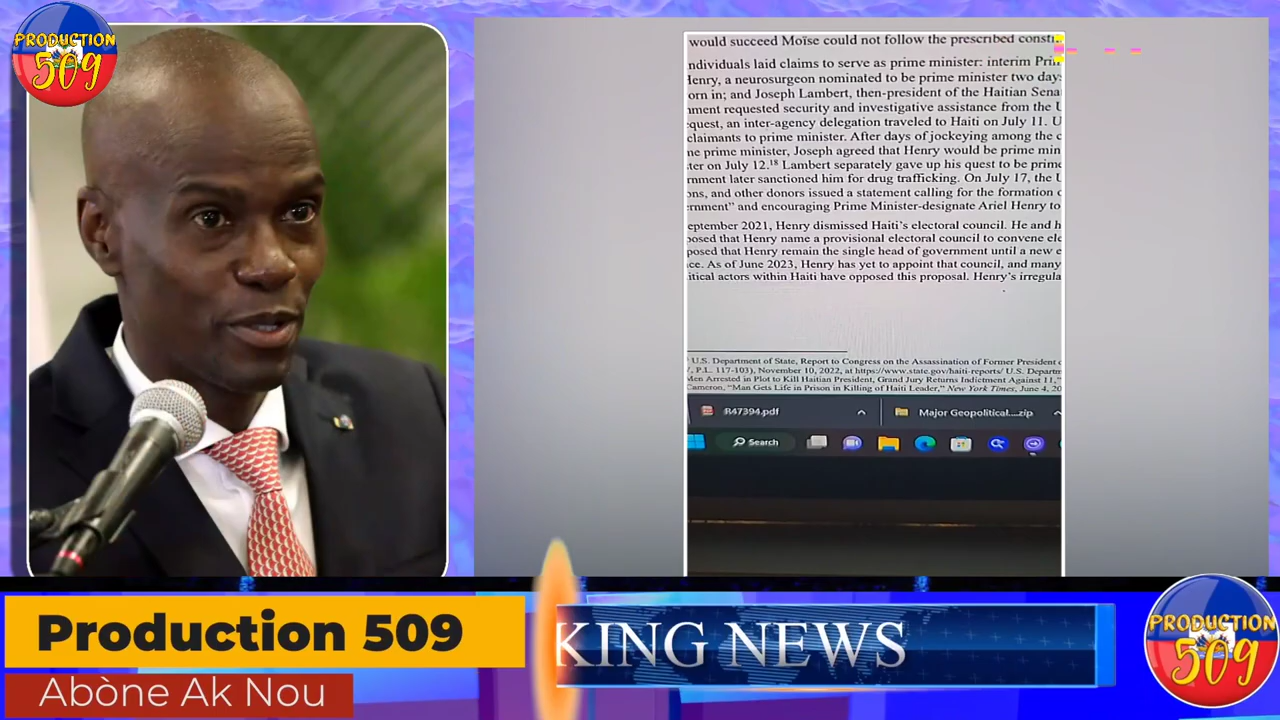 PRODUCTION
509
would succeed Moïse could not follow the prescribed const
ndividuals laid claims to serve as prime minister: interim Pri
Henry, a neurosurgeon nominated to be prime minister two day
orn in; and Joseph Lambert, then-president of the Haitian Sena
nment requested security and investigative assistance from the U
quest, an inter-agency delegation traveled to Haiti on July 11. U
claimants to prime minister. After days of jockeying among the c
ne prime minister, Joseph agreed that Henry would be prime min
ter on July 12.¹⁸ Lambert separately gave up his quest to be prime
rnment later sanctioned him for drug trafficking. On July 17, the U
ons, and other donors issued a statement calling for the formation o
rnment” and encouraging Prime Minister-designate Ariel Henry to
eptember 2021, Henry dismissed Haiti’s electoral council. He and h
posed that Henry name a provisional electoral council to convene ele
posed that Henry remain the single head of government until a new e
ce. As of June 2023, Henry has yet to appoint that council, and many
itical actors within Haiti have opposed this proposal. Henry’s irregula
U.S. Department of State, Report to Congress on the Assassination of Former President
, P.L. 117-103), November 10, 2022, at https://www.state.gov/haiti-reports/ U.S. Departm
Men Arrested in Plot to Kill Haitian President, Grand Jury Returns Indictment Against 11,”
Cameron, “Man Gets Life in Prison in Killing of Haiti Leader,” New York Times, June 4, 20
R47394.pdf
Major Geopolitical....zip
Search
Production 509
Abòne Ak Nou
KING NEWS
PRODUCTION
509